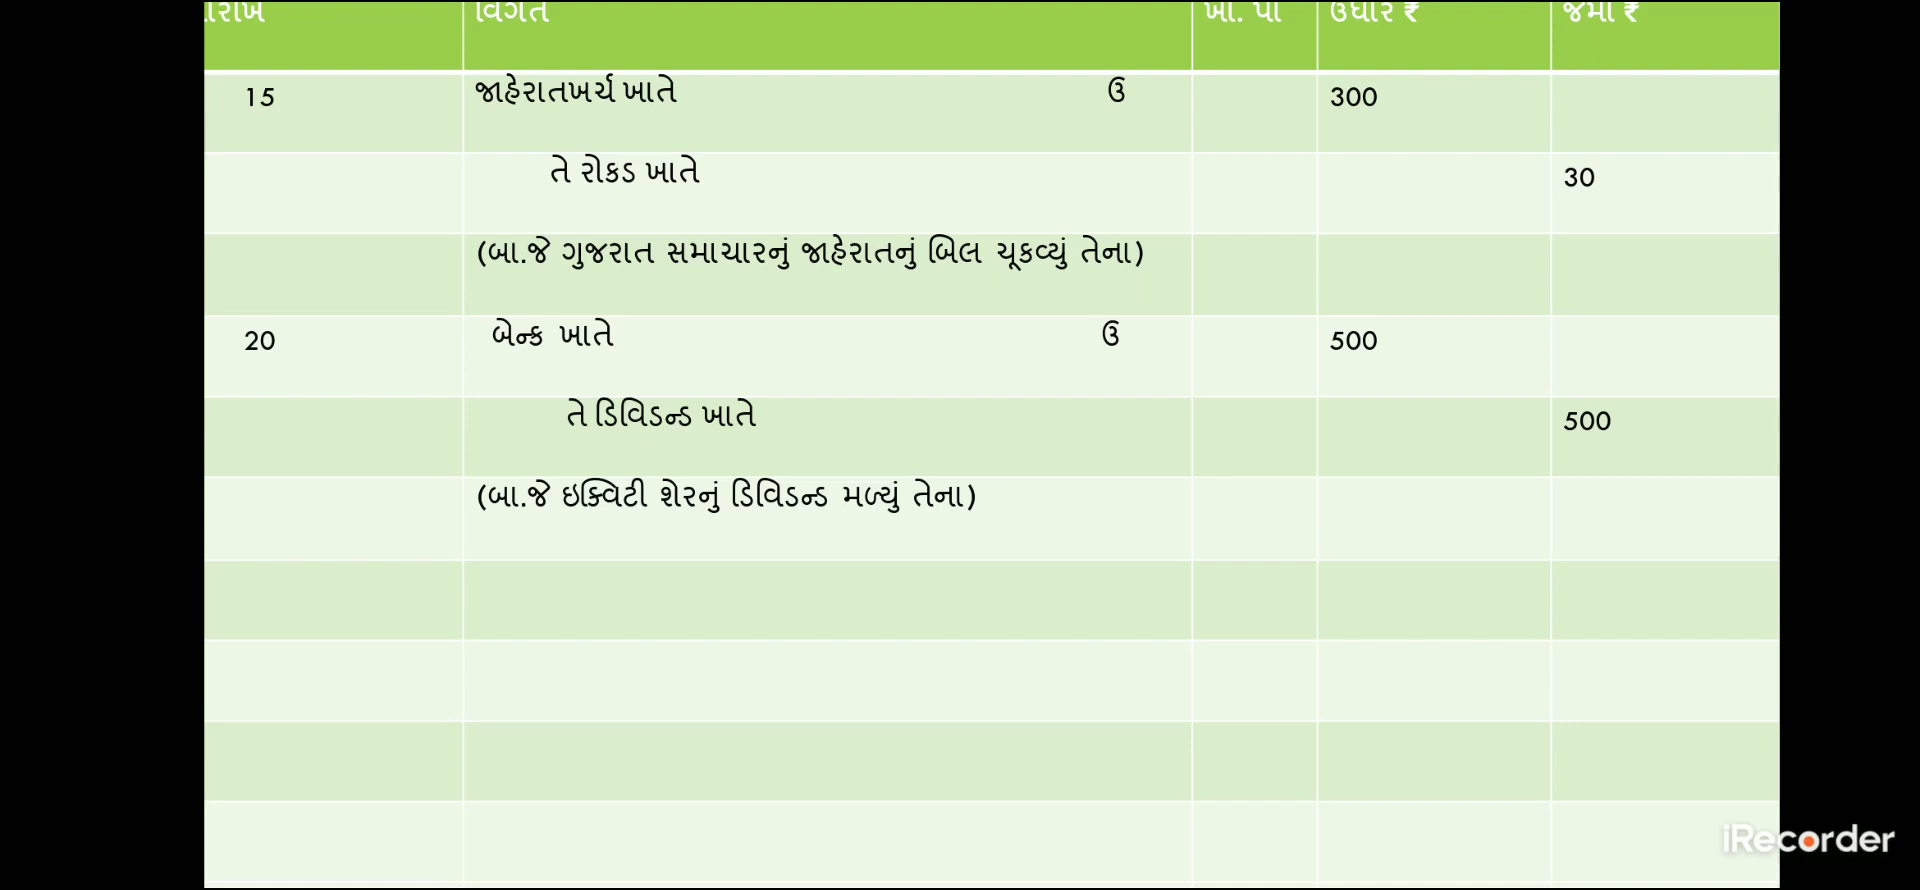 તારીખ વિગત ખા. પા ઉધાર ₹ જમા ₹
15 જાહેરાતખર્ચ ખાતે ઉ 300
તે રોકડ ખાતે 30
(બા.જે ગુજરાત સમાચારનું જાહેરાતનું બિલ ચૂકવ્યું તેના)
20 બેન્ક ખાતે ઉ 500
તે ડિવિડન્ડ ખાતે 500
(બા.જે ઇક્વિટી શેરનું ડિવિડન્ડ મળ્યું તેના)
iRecorder